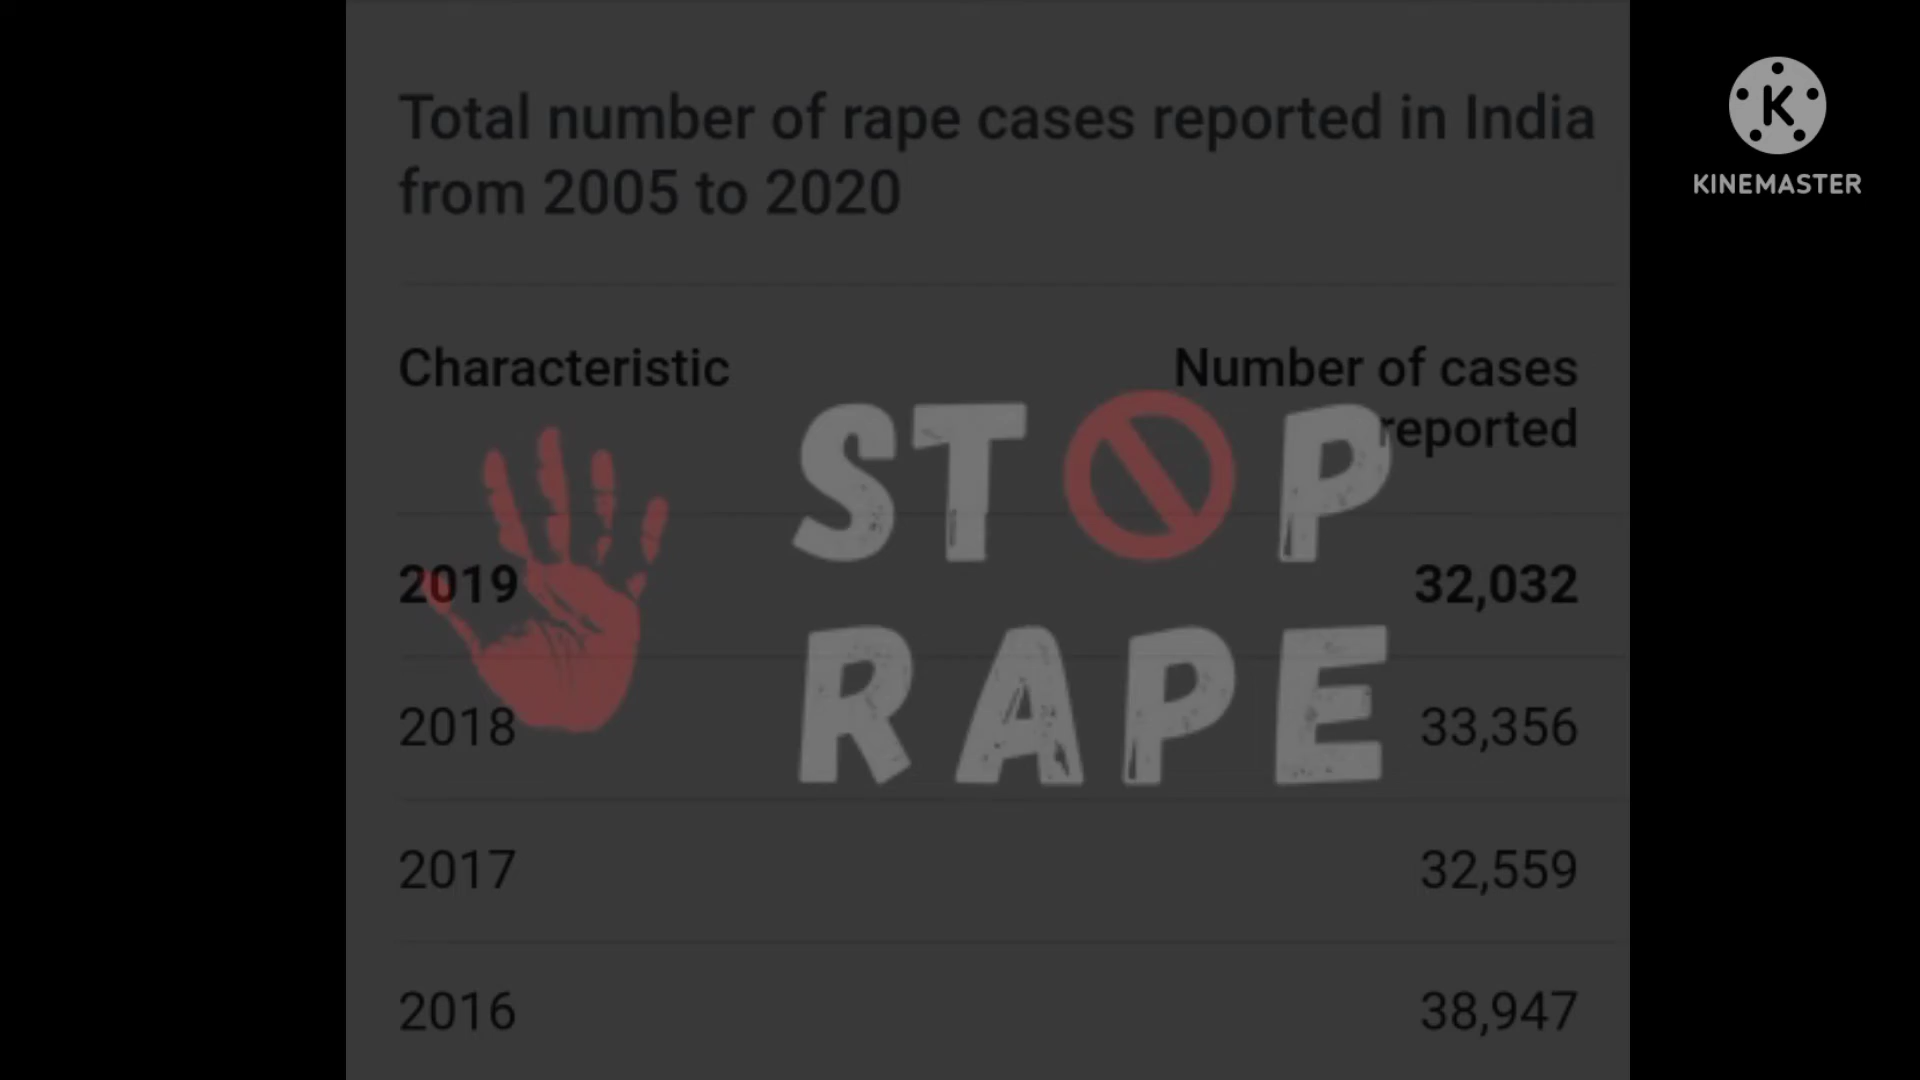 Total number of rape cases reported in India
from 2005 to 2020
K
KINEMASTER
Characteristic
Number of cases
reported
STOP
RAPE
2019 32,032
2018 33,356
2017 32,559
2016 38,947